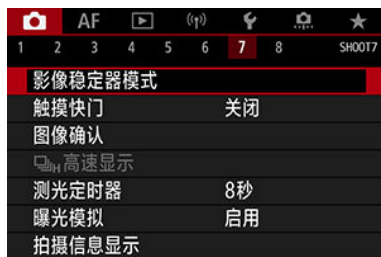 AF
1 2 3 4 5 6 7 8 SHOOT7
影像稳定器模式
触摸快门 关闭
图像确认
H高速显示
测光定时器 8秒
曝光模拟 启用
拍摄信息显示